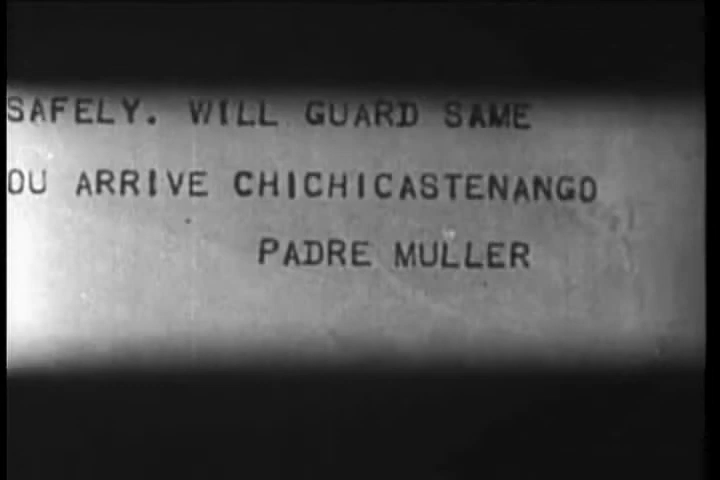 SAFELY. WILL GUARD SAME
OU ARRIVE CHICHICASTENANGO
PADRE MULLER